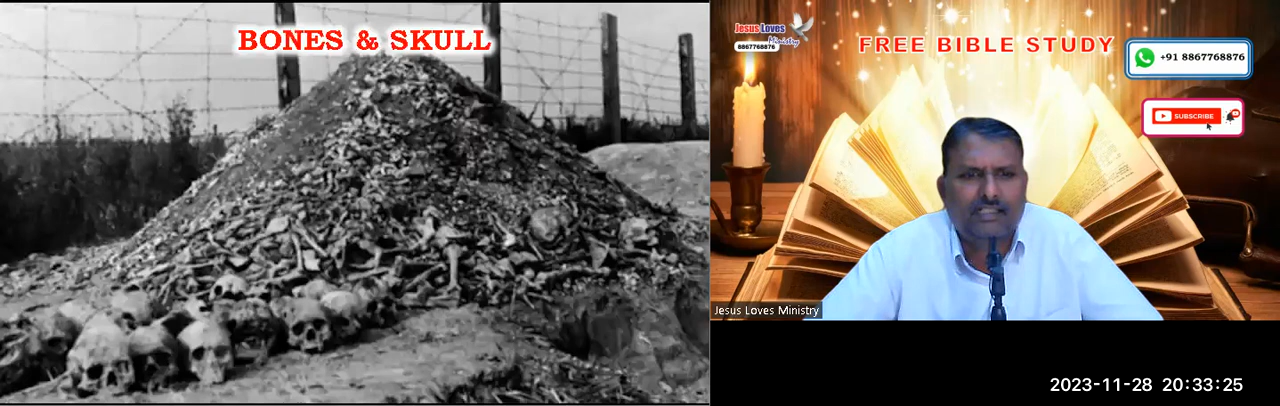 BONES & SKULL
Jesus Loves
Ministry
8867768876
FREE BIBLE STUDY
+91 8867768876
SUBSCRIBE
Jesus Loves Ministry
2023-11-28 20:33:25